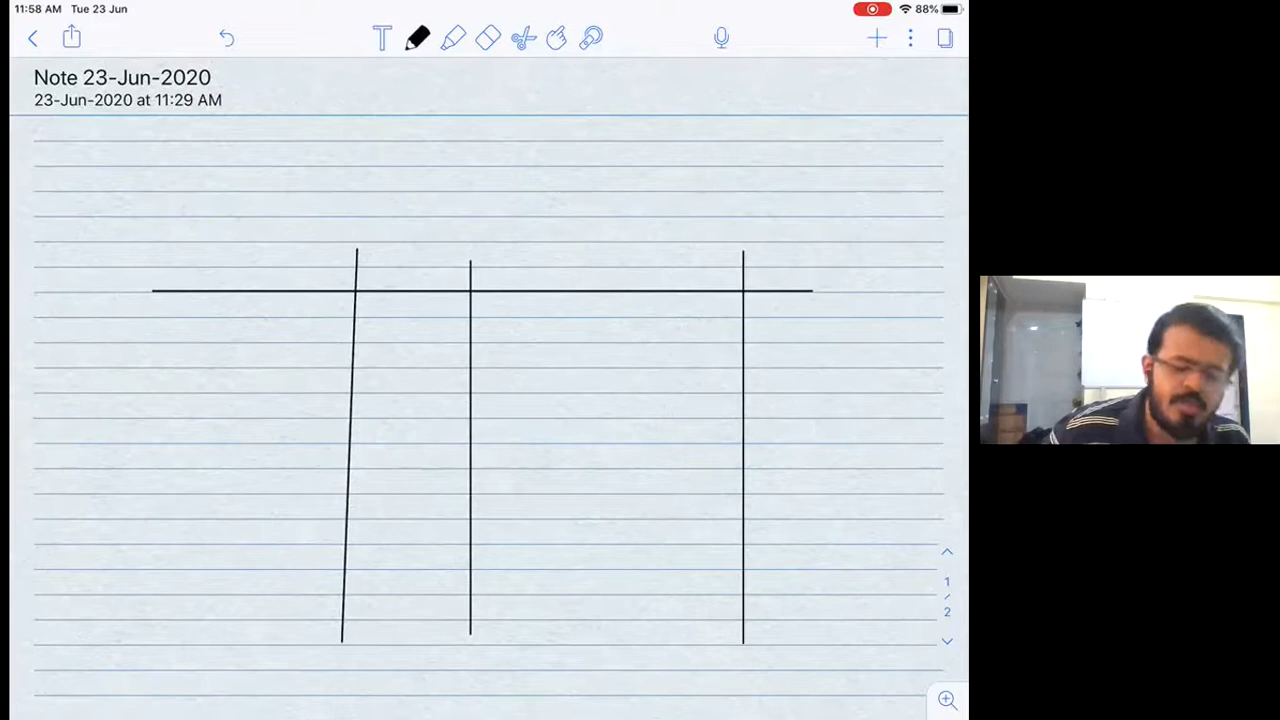 11:58 AM Tue 23 Jun
88%
Note 23-Jun-2020
23-Jun-2020 at 11:29 AM
1
2